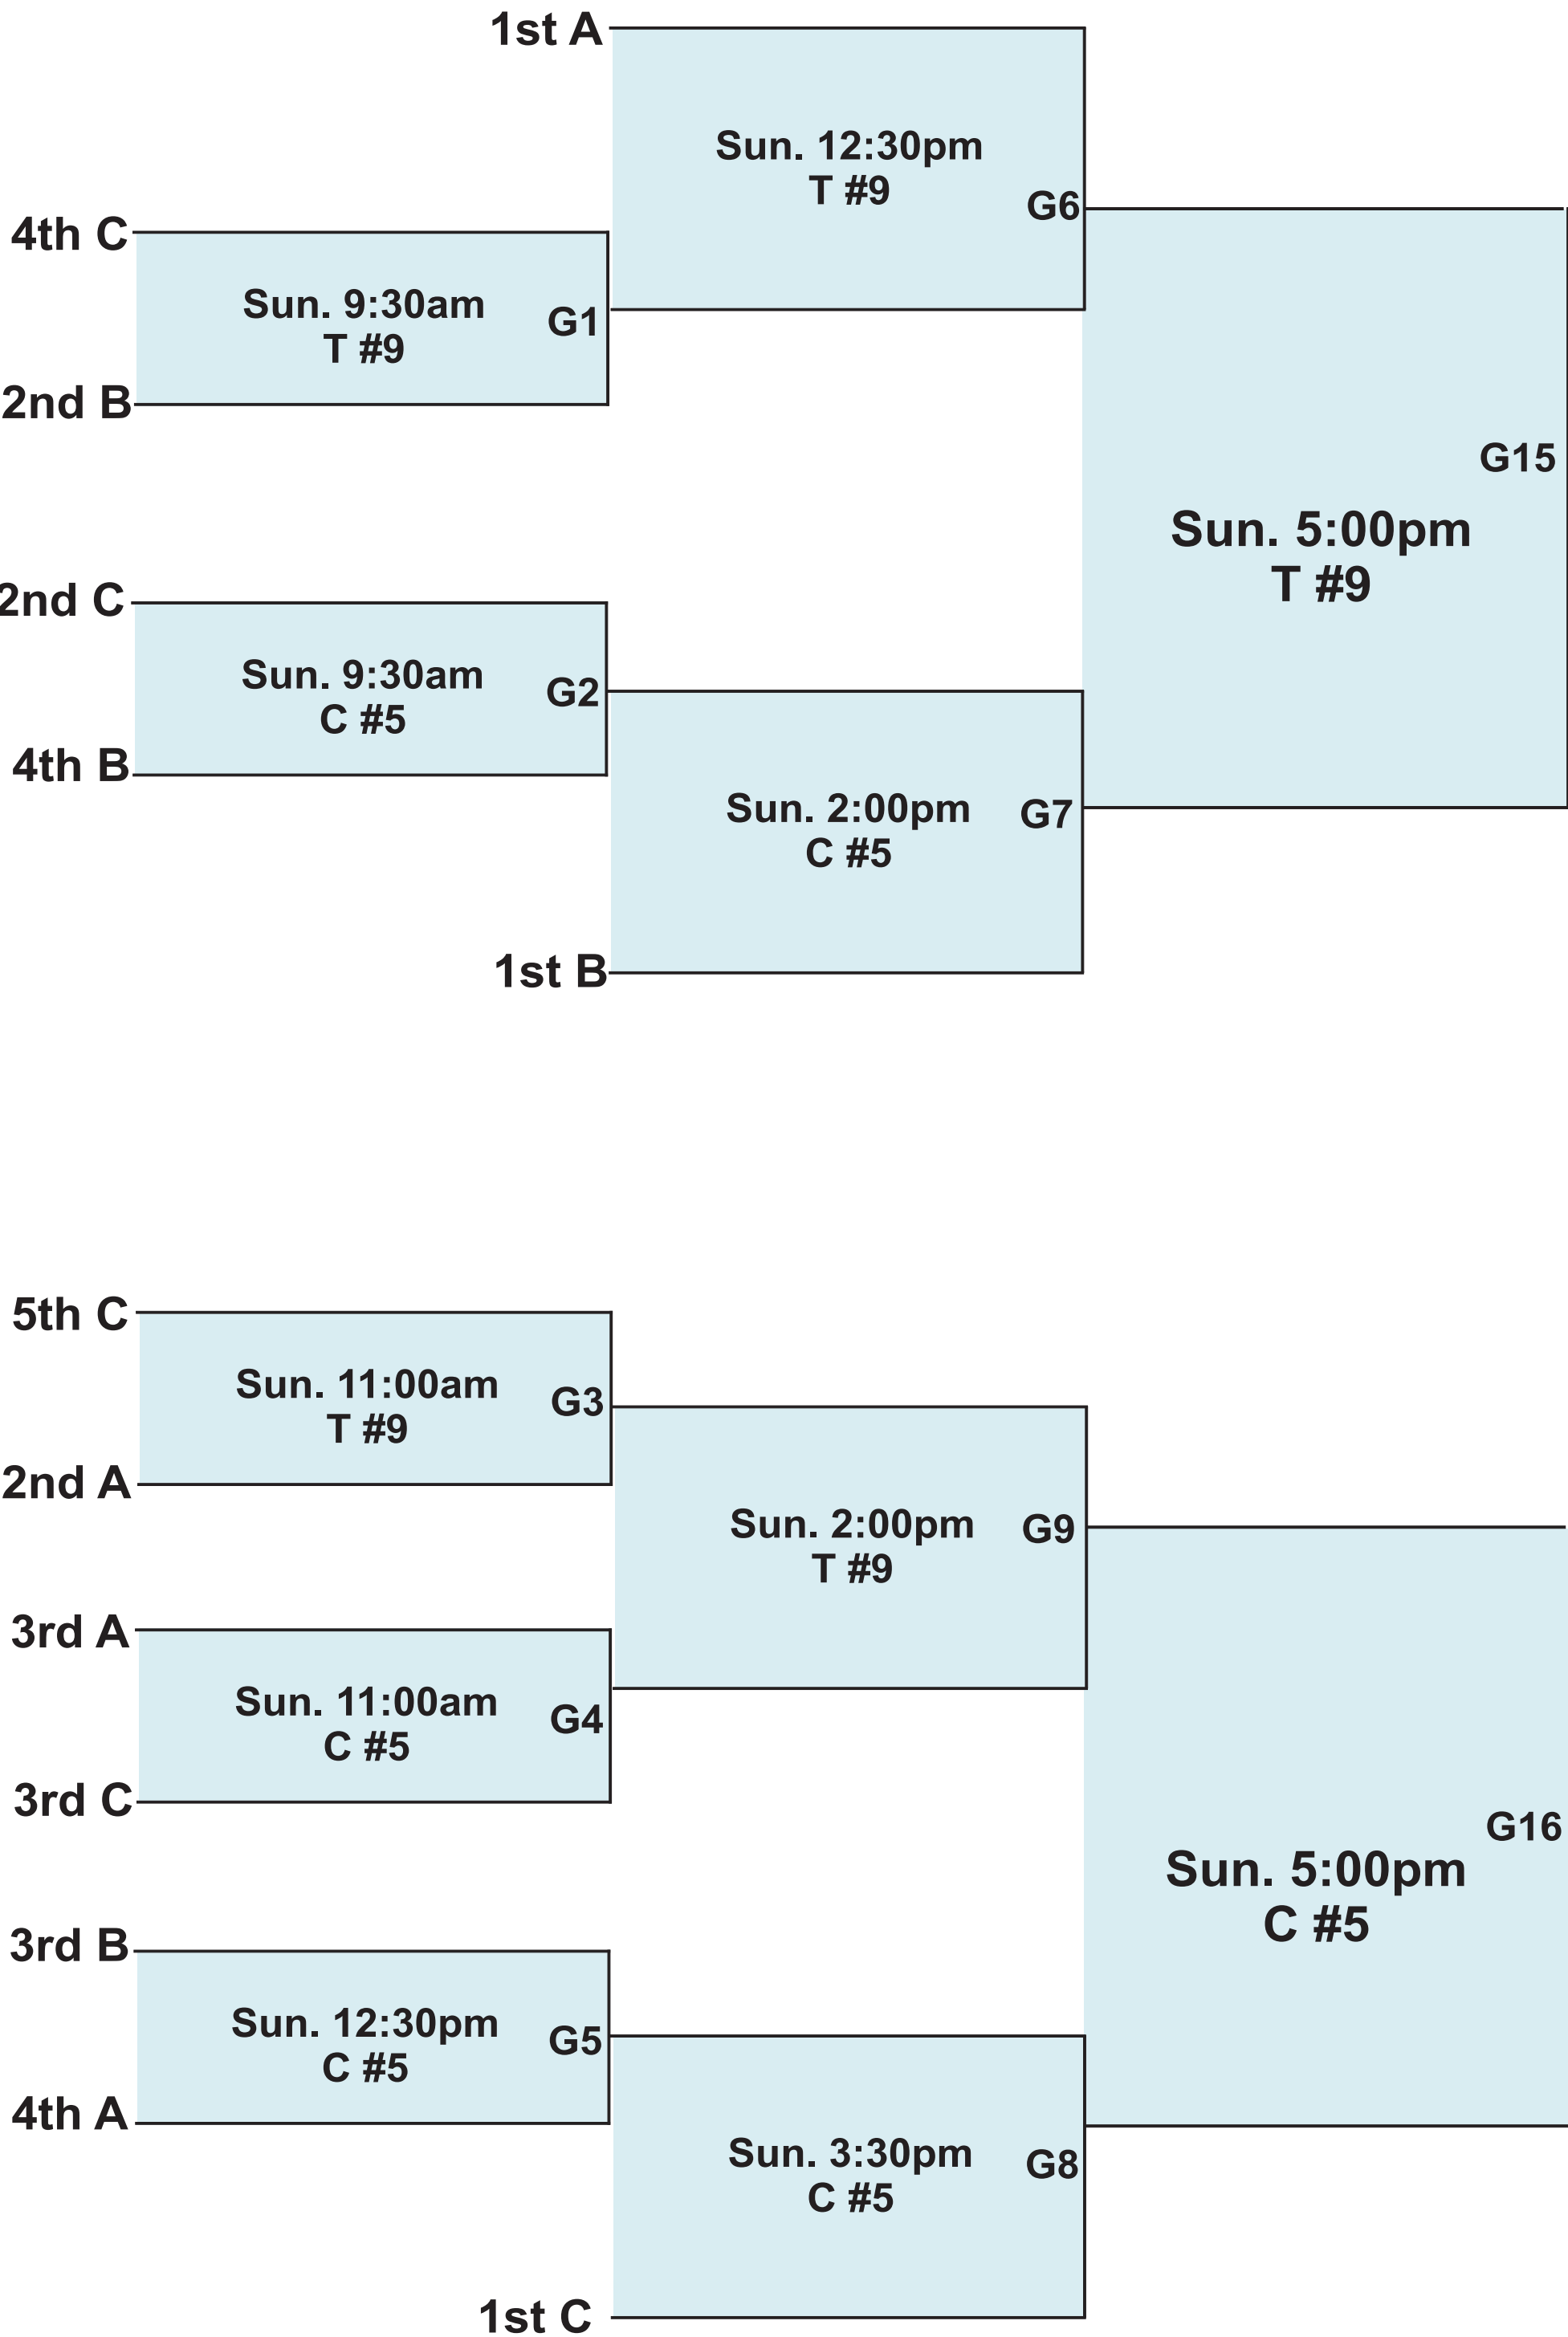 1st A
Sun. 12:30pm
T #9
G6
4th C
Sun. 9:30am
T #9
G1
2nd B
G15
Sun. 5:00pm
T #9
2nd C
Sun. 9:30am
C #5
G2
4th B
Sun. 2:00pm
C #5
G7
1st B
5th C
Sun. 11:00am
T #9
G3
2nd A
Sun. 2:00pm
T #9
G9
3rd A
Sun. 11:00am
C #5
G4
3rd C
G16
Sun. 5:00pm
C #5
3rd B
Sun. 12:30pm
C #5
G5
4th A
Sun. 3:30pm
C #5
G8
1st C